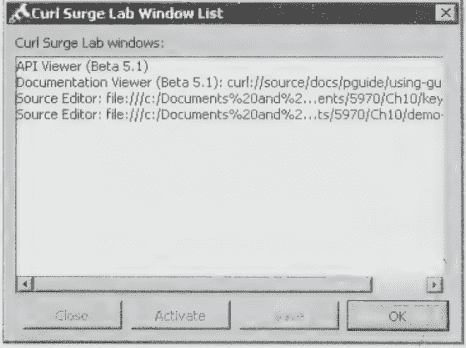 Curl Surge Lab Window List
Curl Surge Lab windows:
API Viewer (Beta 5.1)
Documentation Viewer (Beta 5.1): curl://source/docs/pguide/using-gu
Source Editor: file:///c:/Documents%20and%2...ents/5970/Ch10/key
Source Editor: file:///c:/Documents%20and%2...ts/5970/Ch10/demo-
Close Activate Save OK